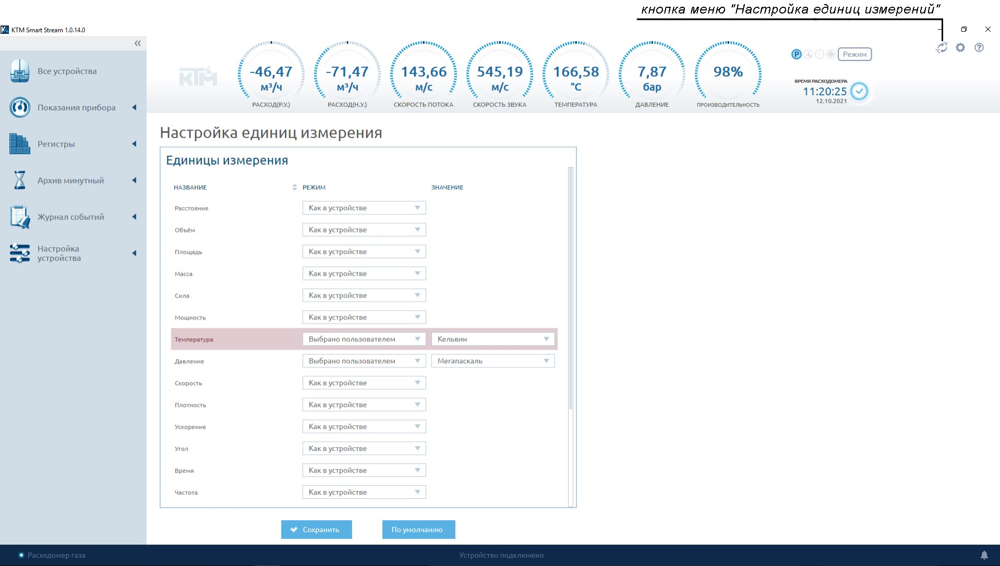 кнопка меню "Настройка единиц измерений"
KTM Smart Stream 1.0.14.0
Все устройства
Показания прибора
Регистры
Архив минутный
Журнал событий
Настройка
устройства
КТМ
-46,47
м³/ч
РАСХОД(Р.У.)
-71,47
м³/ч
РАСХОД(Н.У.)
143,66
м/с
СКОРОСТЬ ПОТОКА
545,19
м/с
СКОРОСТЬ ЗВУКА
166,58
°C
ТЕМПЕРАТУРА
7,87
бар
ДАВЛЕНИЕ
98%
ПРОИЗВОДИТЕЛЬНОСТЬ
P
Режим
ВРЕМЯ РАСХОДОМЕРА
11:20:25
12.10.2021
Настройка единиц измерения
Единицы измерения
НАЗВАНИЕ РЕЖИМ ЗНАЧЕНИЕ
Расстояние Как в устройстве
Объём Как в устройстве
Площадь Как в устройстве
Масса Как в устройстве
Сила Как в устройстве
Мощность Как в устройстве
Температура Выбрано пользователем Кельвин
Давление Выбрано пользователем Мегапаскаль
Скорость Как в устройстве
Плотность Как в устройстве
Ускорение Как в устройстве
Угол Как в устройстве
Время Как в устройстве
Частота Как в устройстве
Сохранить По умолчанию
Расходомер газа Устройство подключено